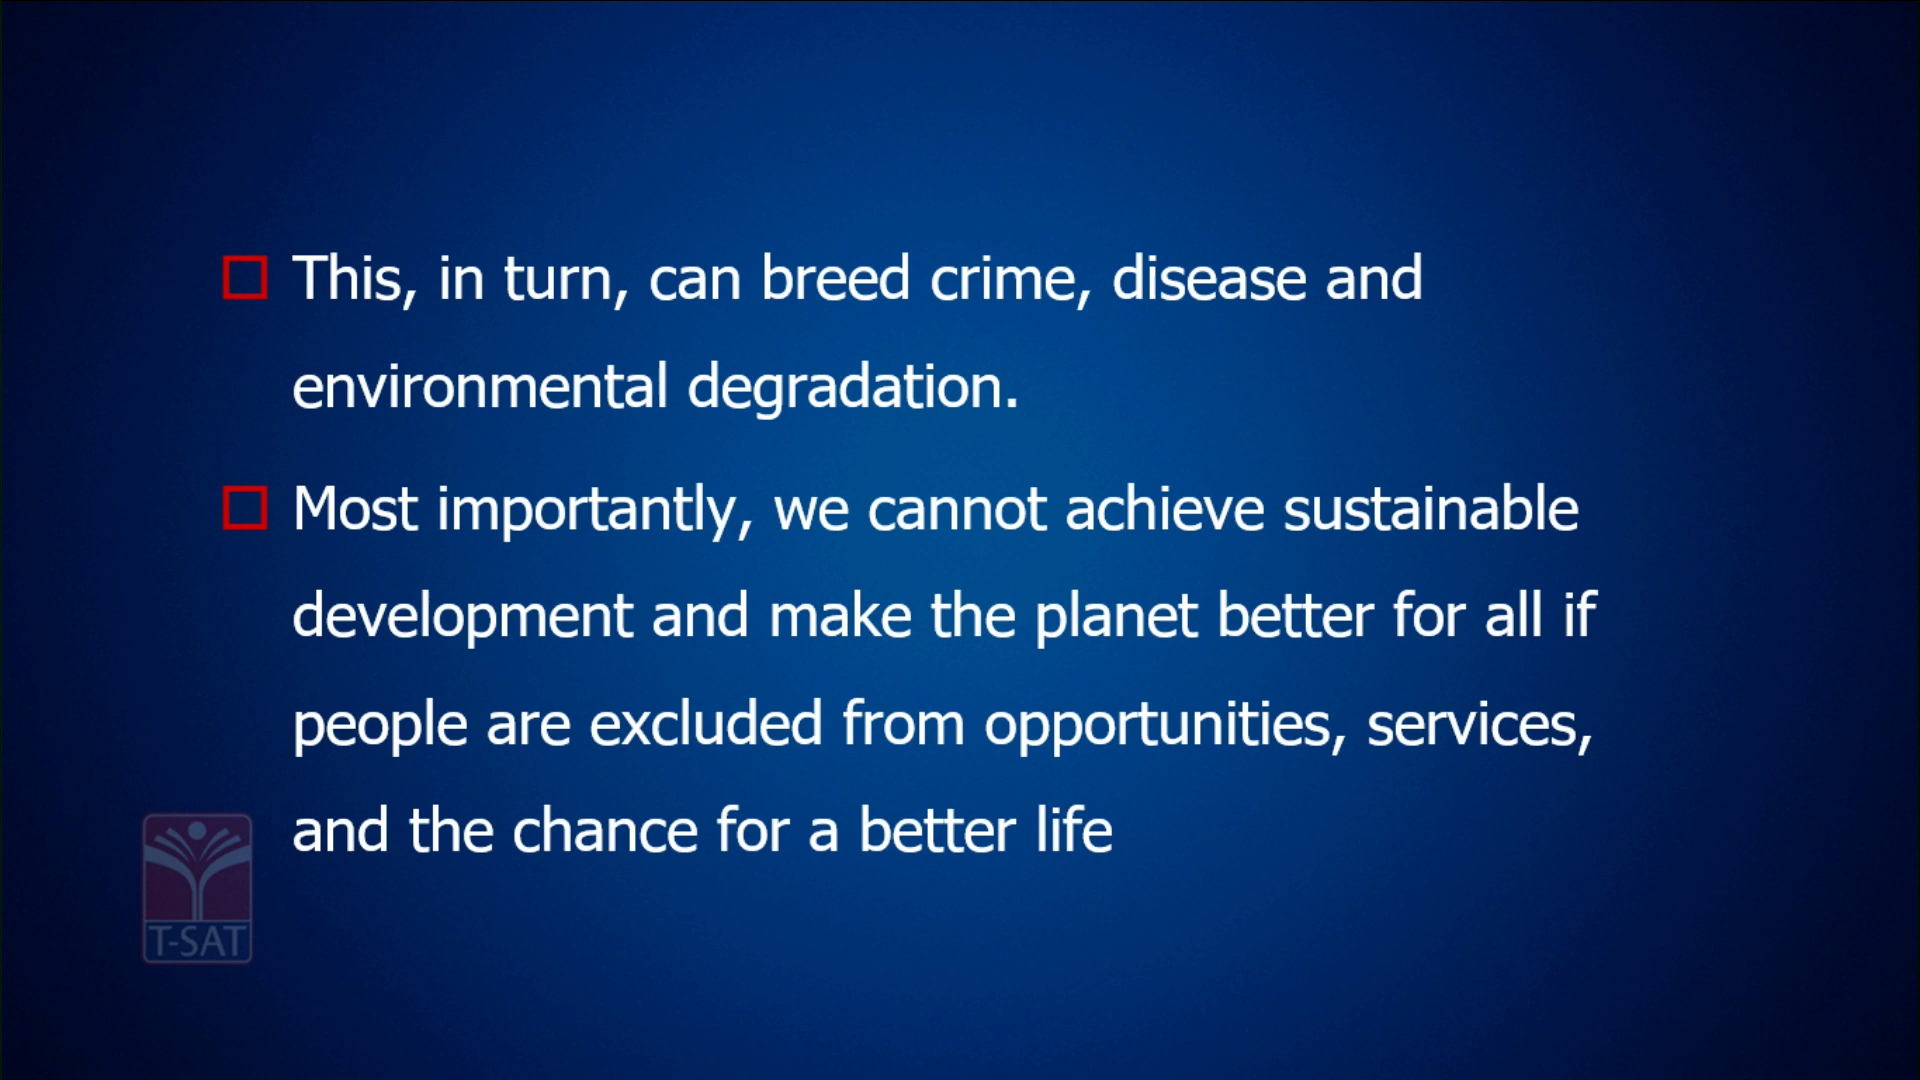 This, in turn, can breed crime, disease and
environmental degradation.
Most importantly, we cannot achieve sustainable
development and make the planet better for all if
people are excluded from opportunities, services,
and the chance for a better life
T-SAT